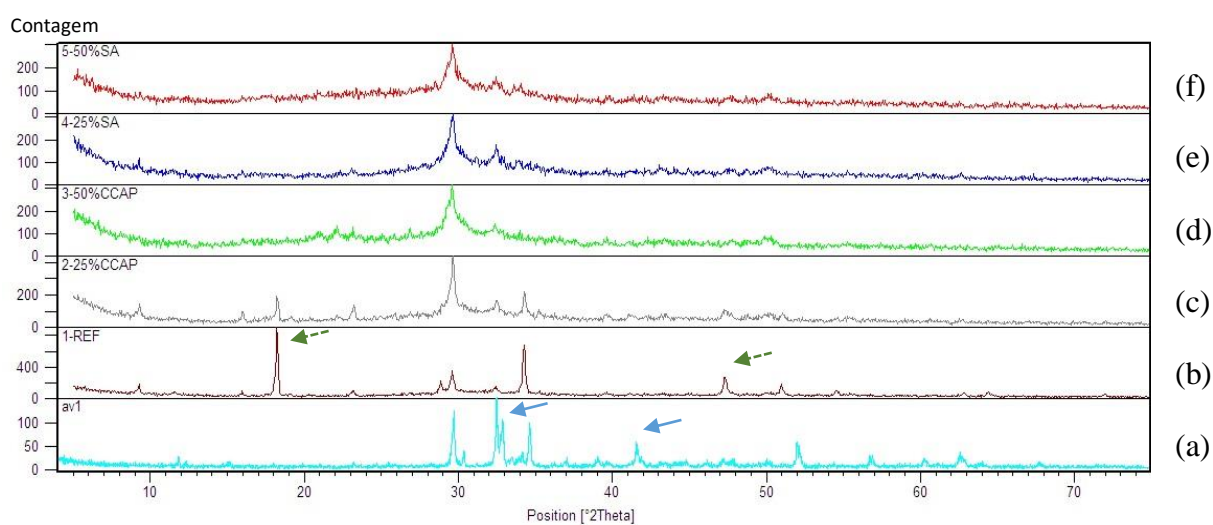 Contagem
5-50%SA
200
100
0
(f)
4-25%SA
200
100
0
(e)
3-50%CCAP
200
100
0
(d)
2-25%CCAP
200
0
(c)
1-REF
400
0
(b)
av1
100
50
0
(a)
10 20 30 40 50 60 70
Position [°2Theta]